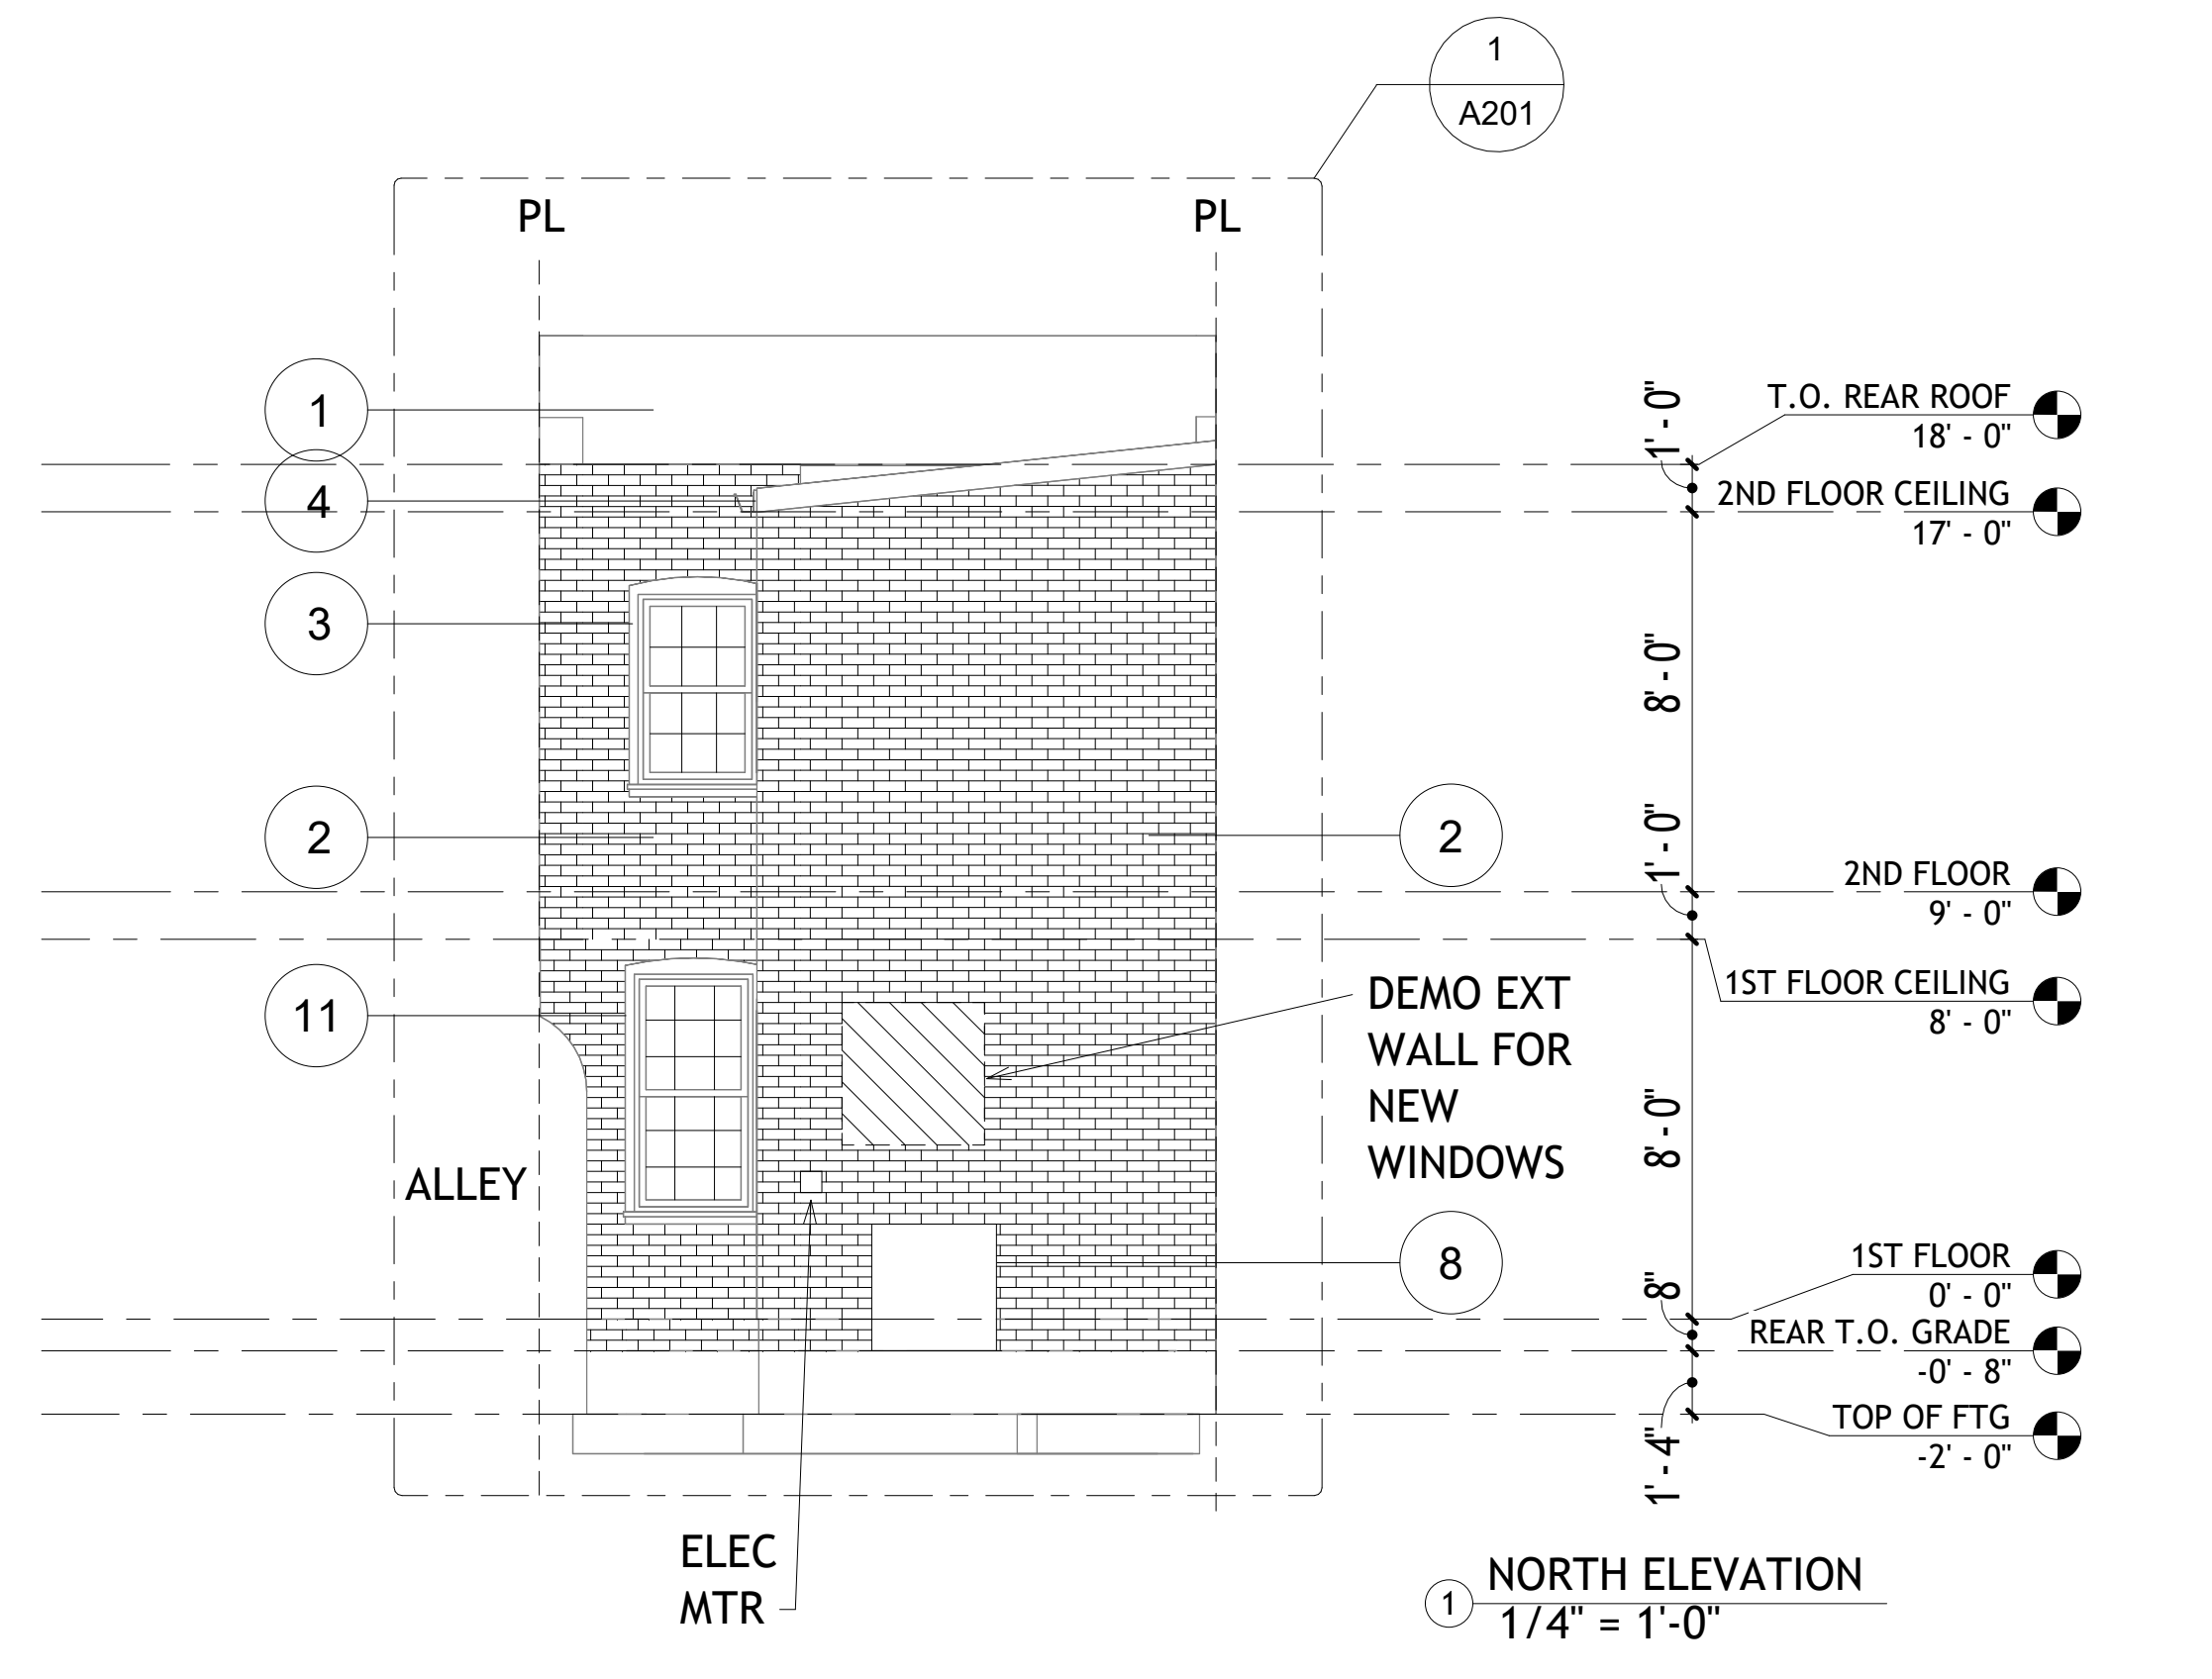 1
A201
PL
PL
1
4
3
2
11
2
8
ALLEY
DEMO EXT
WALL FOR
NEW
WINDOWS
ELEC
MTR
1' - 0"
8' - 0"
1' - 0"
8' - 0"
8"
1' - 4"
T.O. REAR ROOF
18' - 0"
2ND FLOOR CEILING
17' - 0"
2ND FLOOR
9' - 0"
1ST FLOOR CEILING
8' - 0"
1ST FLOOR
0' - 0"
REAR T.O. GRADE
-0' - 8"
TOP OF FTG
-2' - 0"
1
NORTH ELEVATION
1/4" = 1'-0"